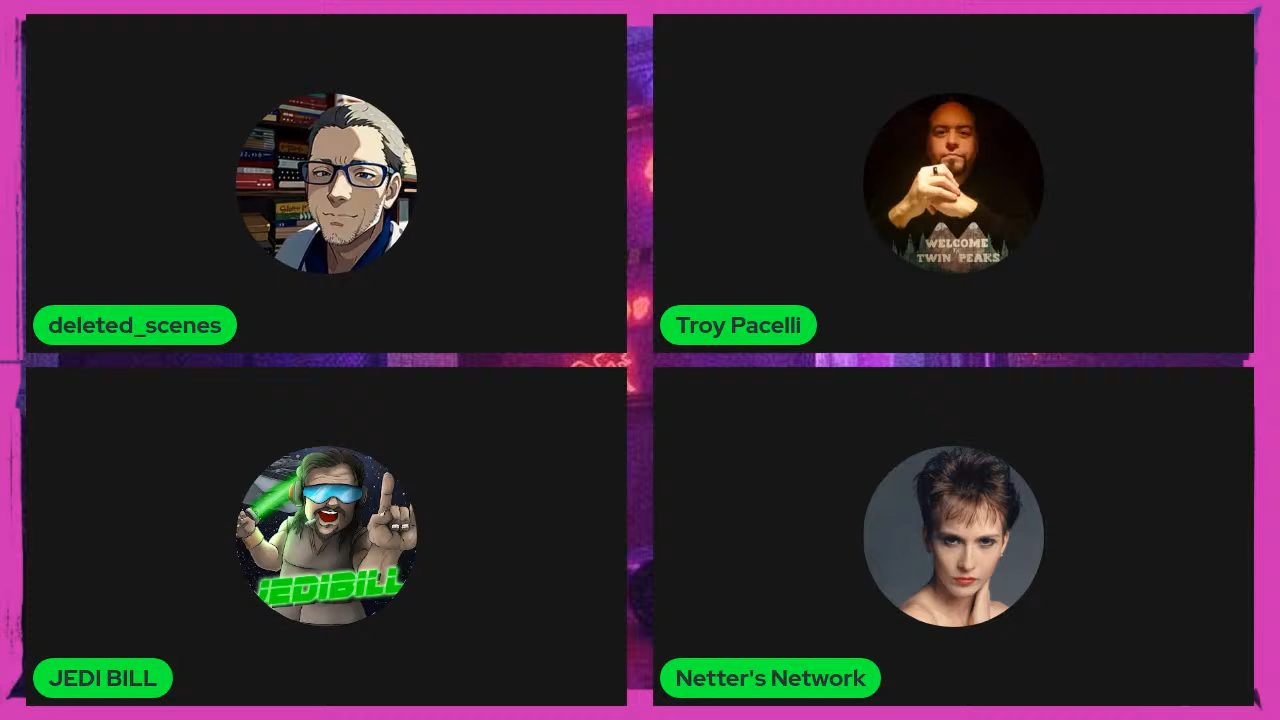 WELCOME
TWIN PEAKS
deleted_scenes
Troy Pacelli
JEDIBILL
JEDI BILL
Netter's Network